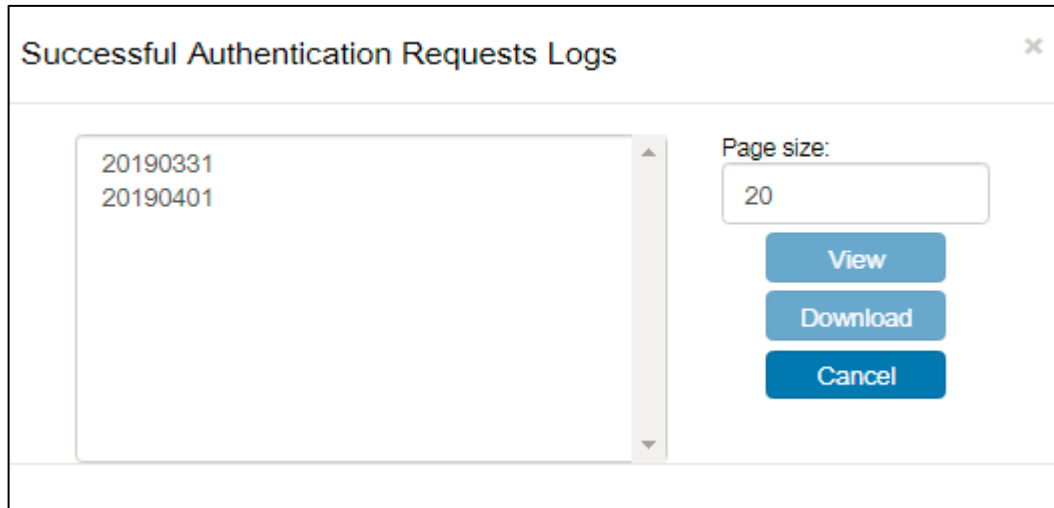 Successful Authentication Requests Logs
20190331
20190401
Page size:
20
View
Download
Cancel